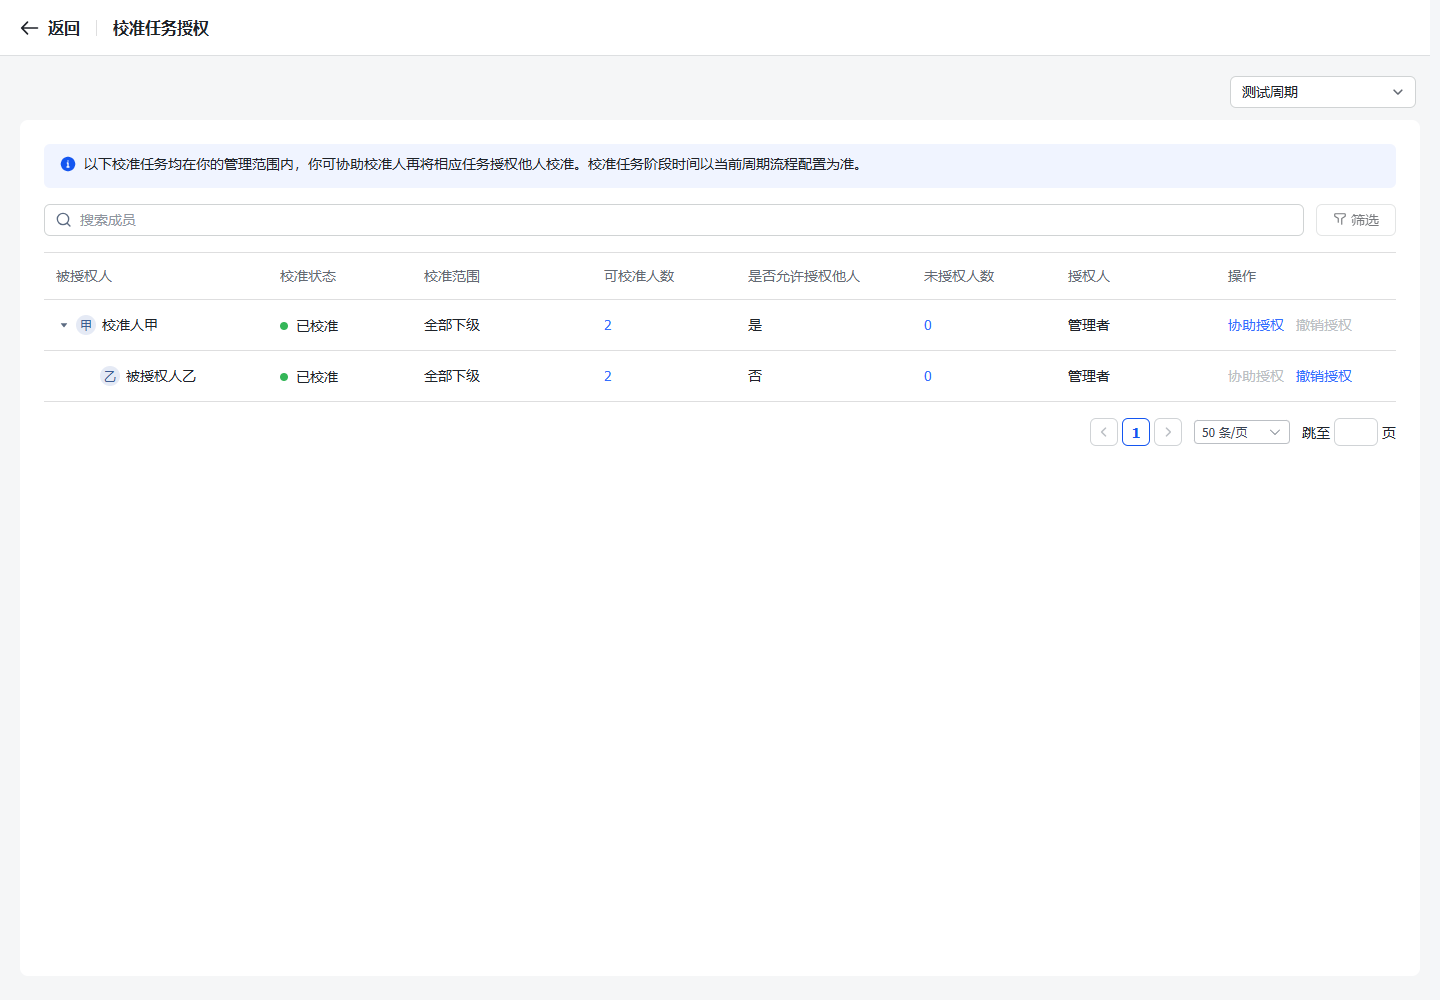 返回 校准任务授权
测试周期
以下校准任务均在你的管理范围内，你可协助校准人再将相应任务授权他人校准。校准任务阶段时间以当前周期流程配置为准。
搜索成员 筛选
被授权人 校准状态 校准范围 可校准人数 是否允许授权他人 未授权人数 授权人 操作
甲 校准人甲 已校准 全部下级 2 是 0 管理者 协助授权 撤销授权
乙 被授权人乙 已校准 全部下级 2 否 0 管理者 协助授权 撤销授权
1 50 条/页 跳至 页